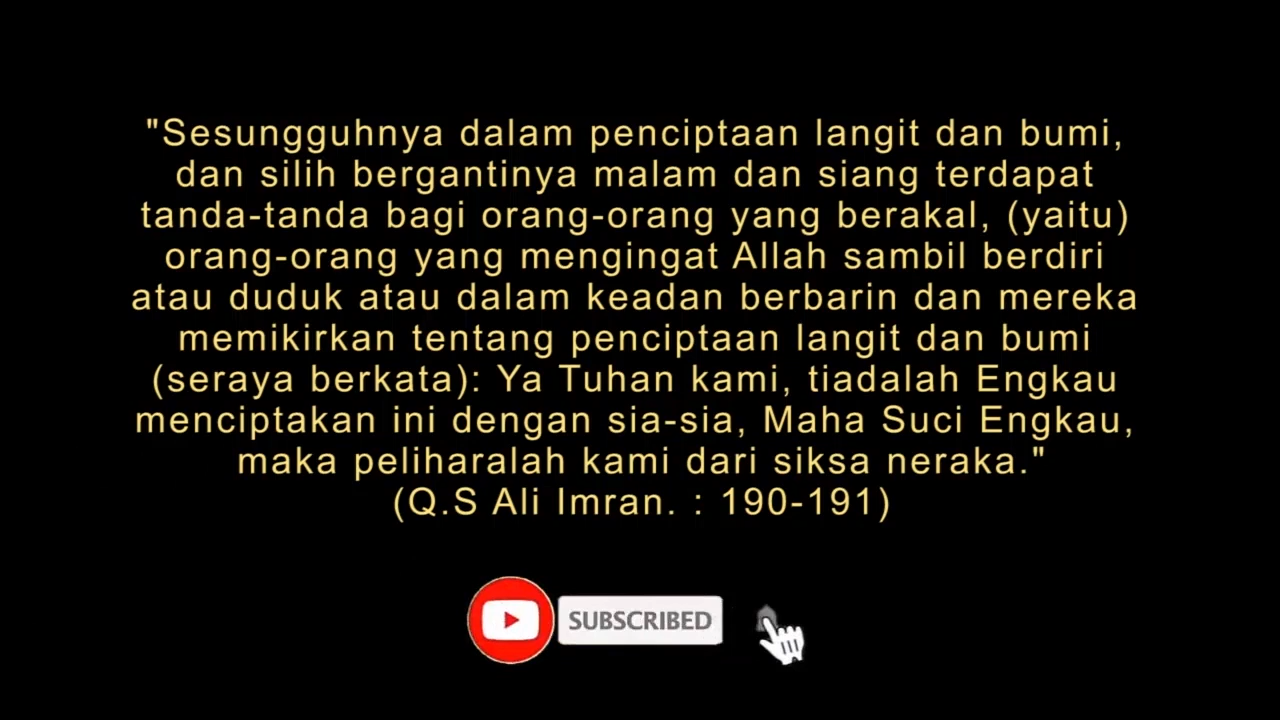 "Sesungguhnya dalam penciptaan langit dan bumi,
dan silih bergantinya malam dan siang terdapat
tanda-tanda bagi orang-orang yang berakal, (yaitu)
orang-orang yang mengingat Allah sambil berdiri
atau duduk atau dalam keadan berbarin dan mereka
memikirkan tentang penciptaan langit dan bumi
(seraya berkata): Ya Tuhan kami, tiadalah Engkau
menciptakan ini dengan sia-sia, Maha Suci Engkau,
maka peliharalah kami dari siksa neraka."
(Q.S Ali Imran. : 190-191)
SUBSCRIBED